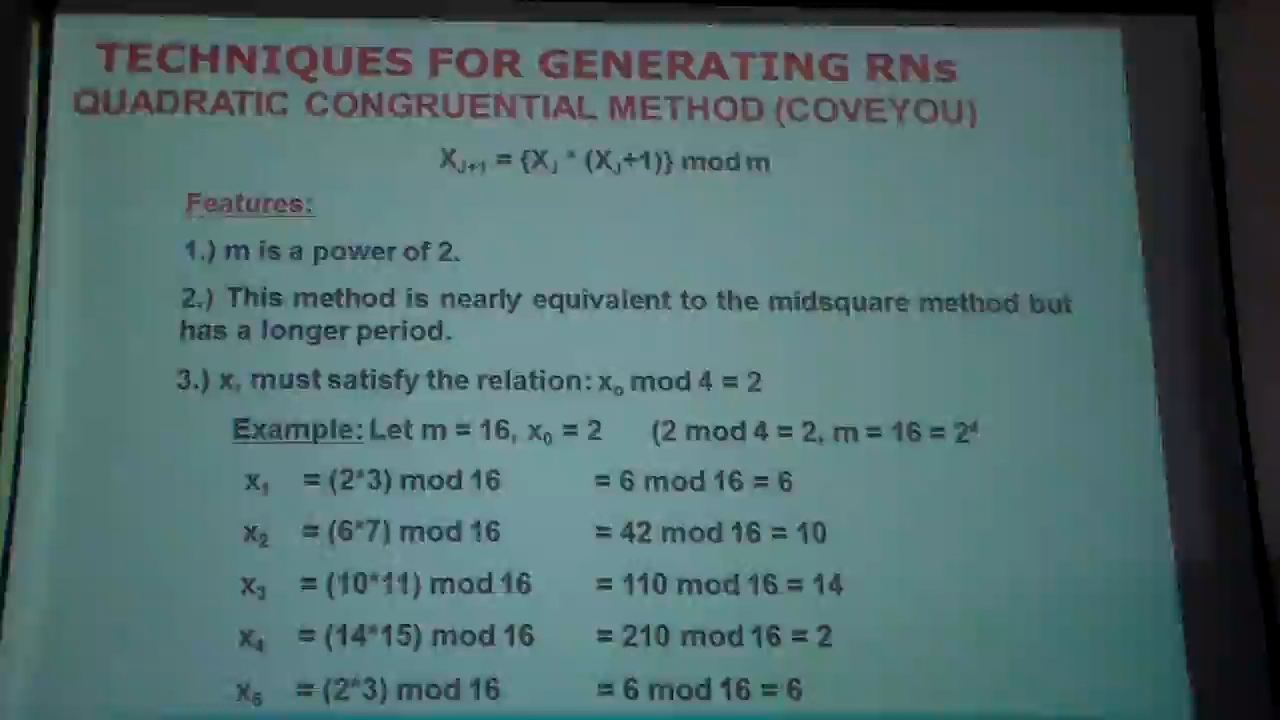 TECHNIQUES FOR GENERATING RNs
QUADRATIC CONGRUENTIAL METHOD (COVEYOU)
X_{J+1} = {X_J * (X_J+1)} mod m
Features:
1.) m is a power of 2.
2.) This method is nearly equivalent to the midsquare method but
has a longer period.
3.) x, must satisfy the relation: x₀ mod 4 = 2
Example: Let m = 16, x₀ = 2 (2 mod 4 = 2, m = 16 = 2⁴
x₁ = (2*3) mod 16 = 6 mod 16 = 6
x₂ = (6*7) mod 16 = 42 mod 16 = 10
x₃ = (10*11) mod 16 = 110 mod 16 = 14
x₄ = (14*15) mod 16 = 210 mod 16 = 2
x₅ = (2*3) mod 16 = 6 mod 16 = 6